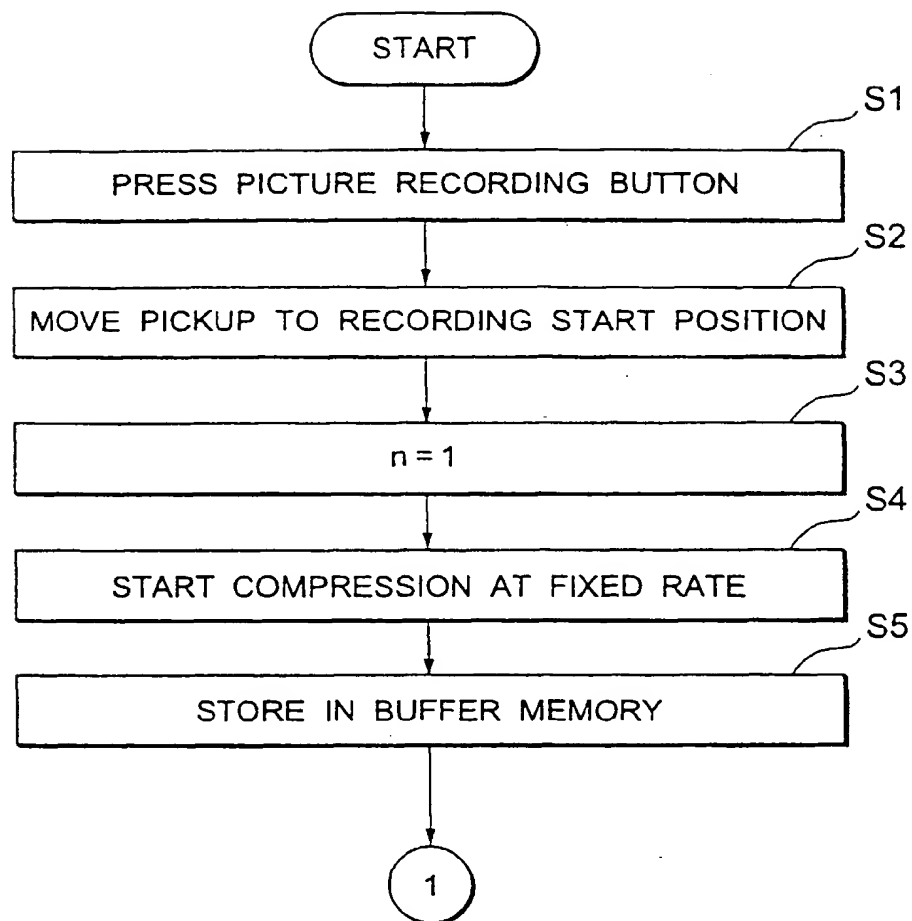 START
S1
PRESS PICTURE RECORDING BUTTON
S2
MOVE PICKUP TO RECORDING START POSITION
S3
n = 1
S4
START COMPRESSION AT FIXED RATE
S5
STORE IN BUFFER MEMORY
1